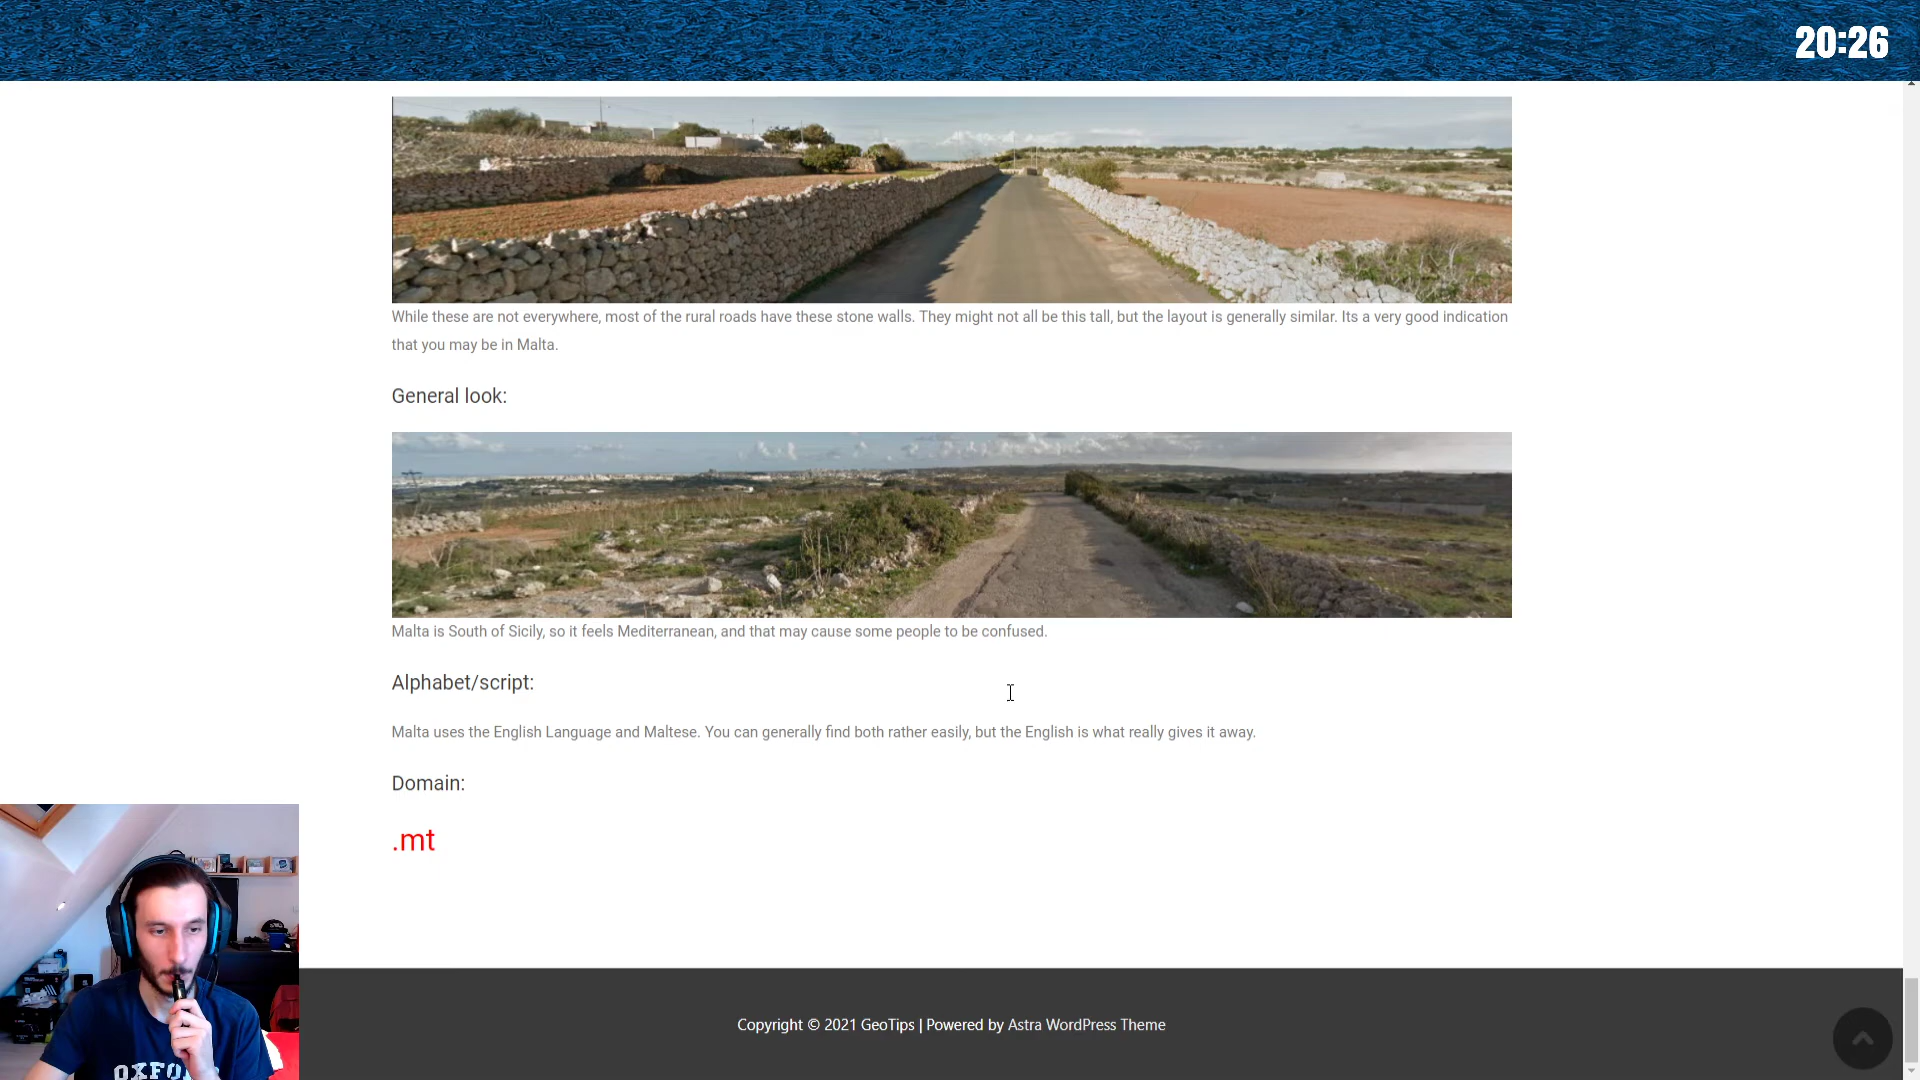 20:26
While these are not everywhere, most of the rural roads have these stone walls. They might not all be this tall, but the layout is generally similar. Its a very good indication
that you may be in Malta.
General look:
Malta is South of Sicily, so it feels Mediterranean, and that may cause some people to be confused.
Alphabet/script:
Malta uses the English Language and Maltese. You can generally find both rather easily, but the English is what really gives it away.
Domain:
.mt
Copyright © 2021 GeoTips | Powered by Astra WordPress Theme